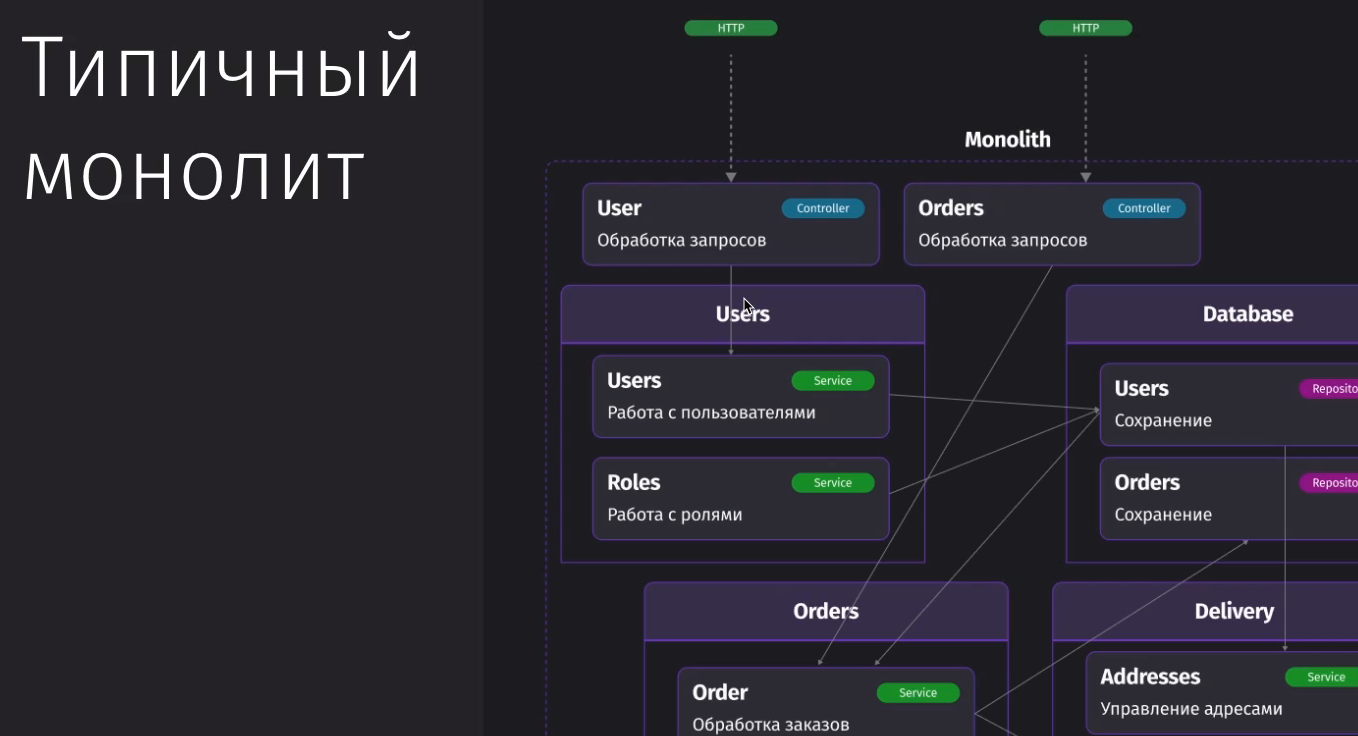 Типичный
монолит
HTTP
HTTP
Monolith
User
Controller
Обработка запросов
Orders
Controller
Обработка запросов
Users
Users
Service
Работа с пользователями
Roles
Service
Работа с ролями
Database
Users
Reposito
Сохранение
Orders
Reposito
Сохранение
Orders
Order
Service
Обработка заказов
Delivery
Addresses
Service
Управление адресами